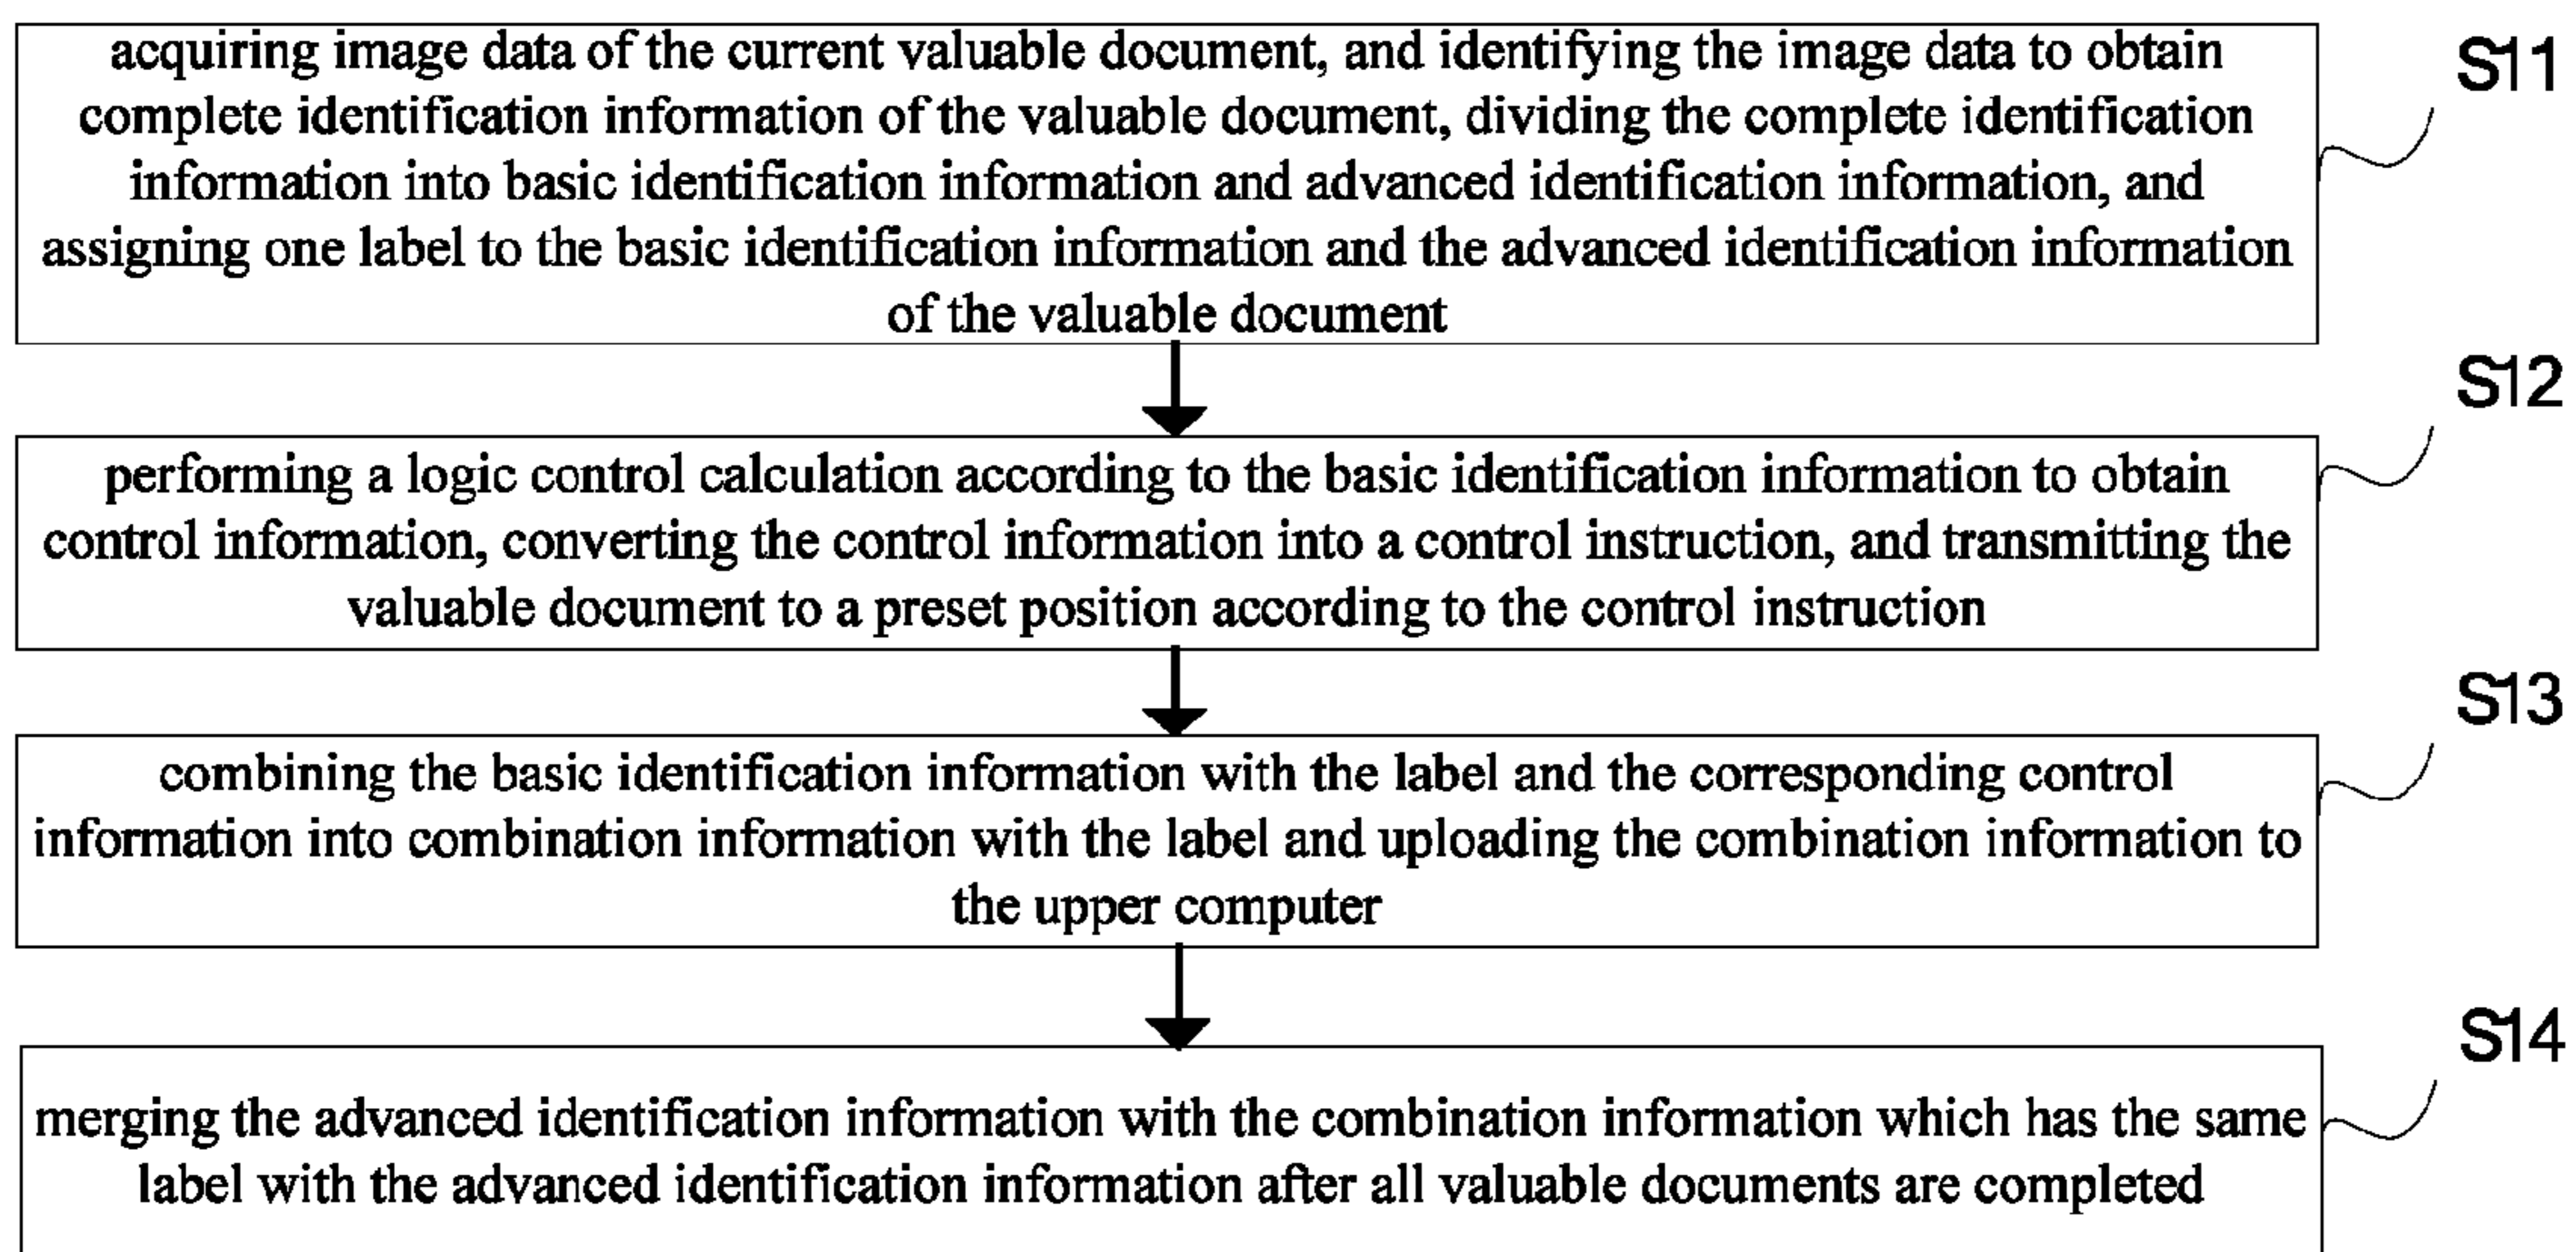 acquiring image data of the current valuable document, and identifying the image data to obtain
complete identification information of the valuable document, dividing the complete identification
information into basic identification information and advanced identification information, and
assigning one label to the basic identification information and the advanced identification information
of the valuable document
S11
performing a logic control calculation according to the basic identification information to obtain
control information, converting the control information into a control instruction, and transmitting the
valuable document to a preset position according to the control instruction
S12
combining the basic identification information with the label and the corresponding control
information into combination information with the label and uploading the combination information to
the upper computer
S13
merging the advanced identification information with the combination information which has the same
label with the advanced identification information after all valuable documents are completed
S14